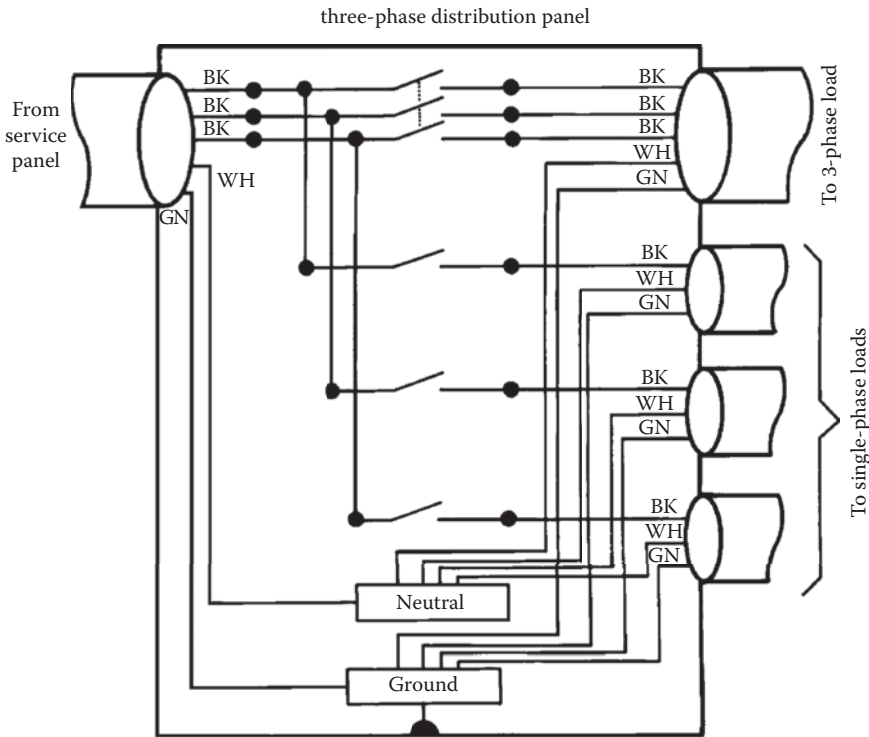 three-phase distribution panel
From
service
panel
BK
BK
BK
WH
GN
BK
BK
BK
WH
GN
To 3-phase load
BK
WH
GN
BK
WH
GN
BK
WH
GN
To single-phase loads
Neutral
Ground